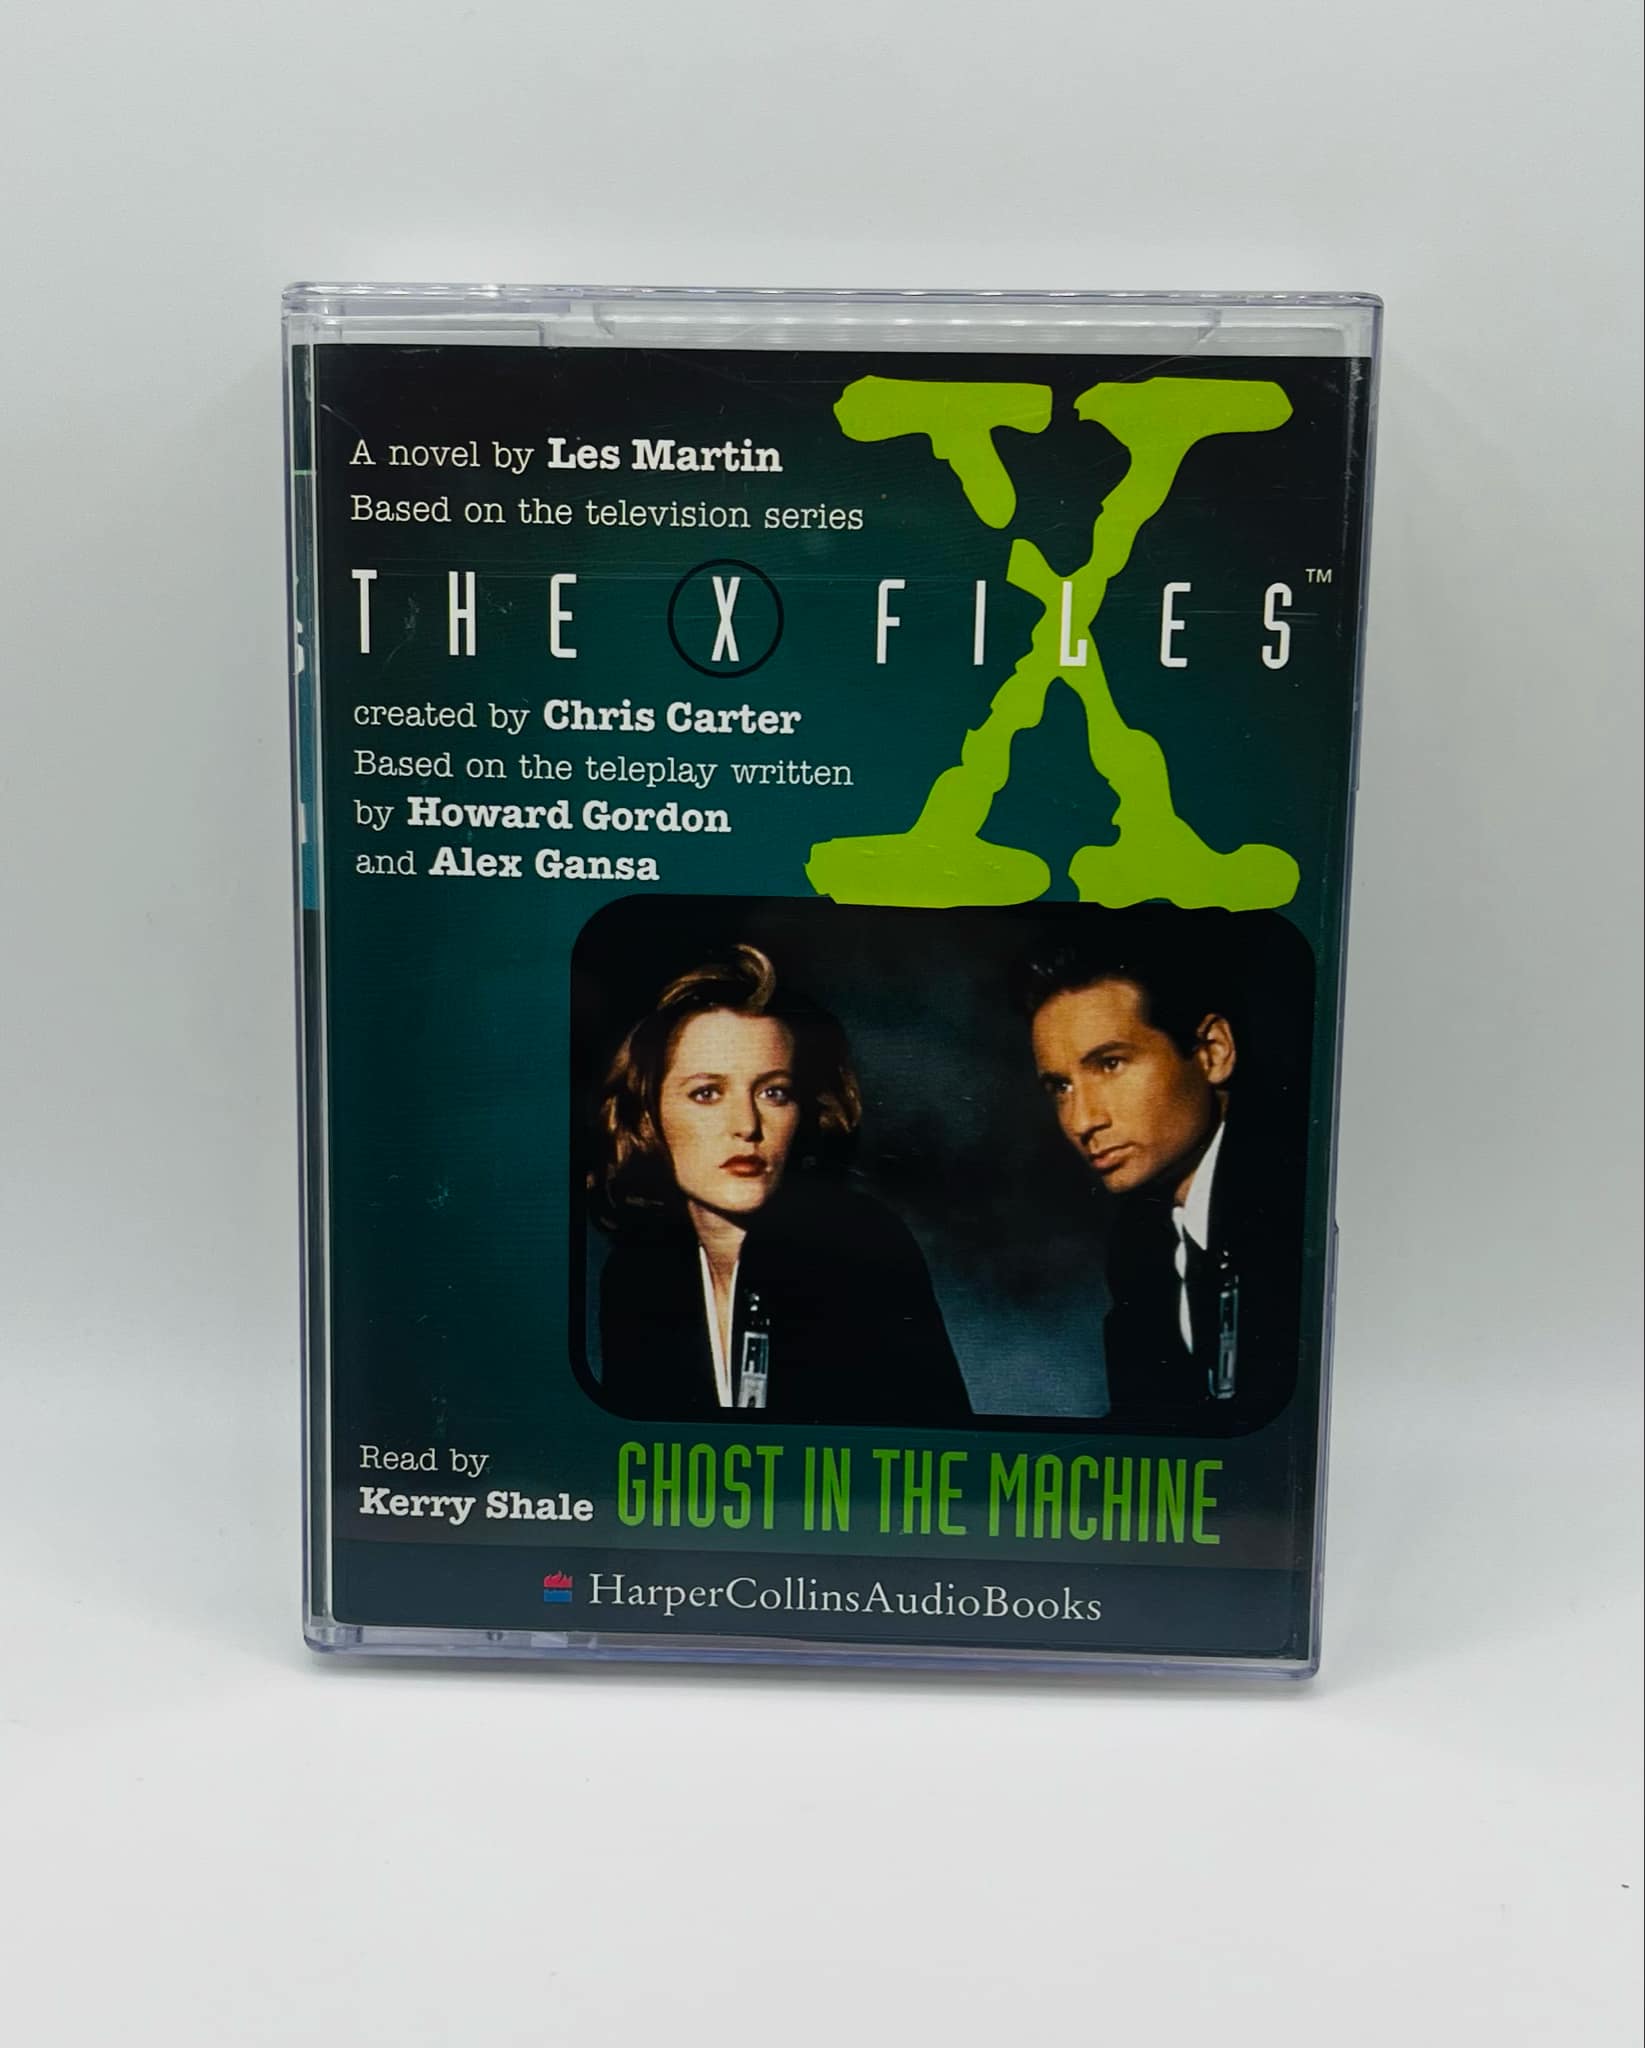 A novel by Les Martin
Based on the television series
THE X FILES™
created by Chris Carter
Based on the teleplay written
by Howard Gordon
and Alex Gansa
Read by
Kerry Shale
GHOST IN THE MACHINE
HarperCollinsAudioBooks